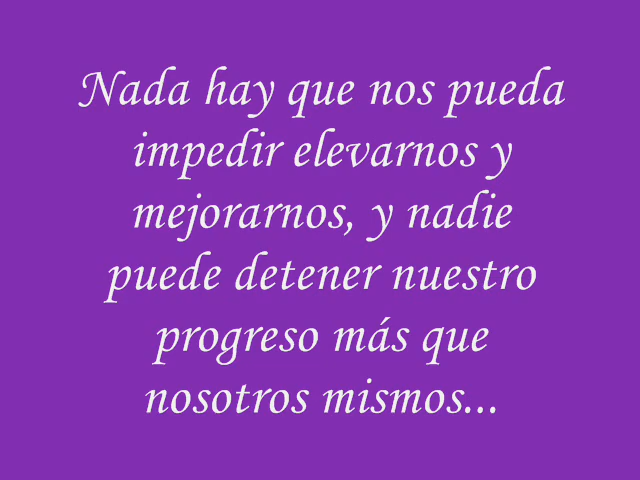 Nada hay que nos pueda
impedir elevarnos y
mejorarnos, y nadie
puede detener nuestro
progreso más que
nosotros mismos...